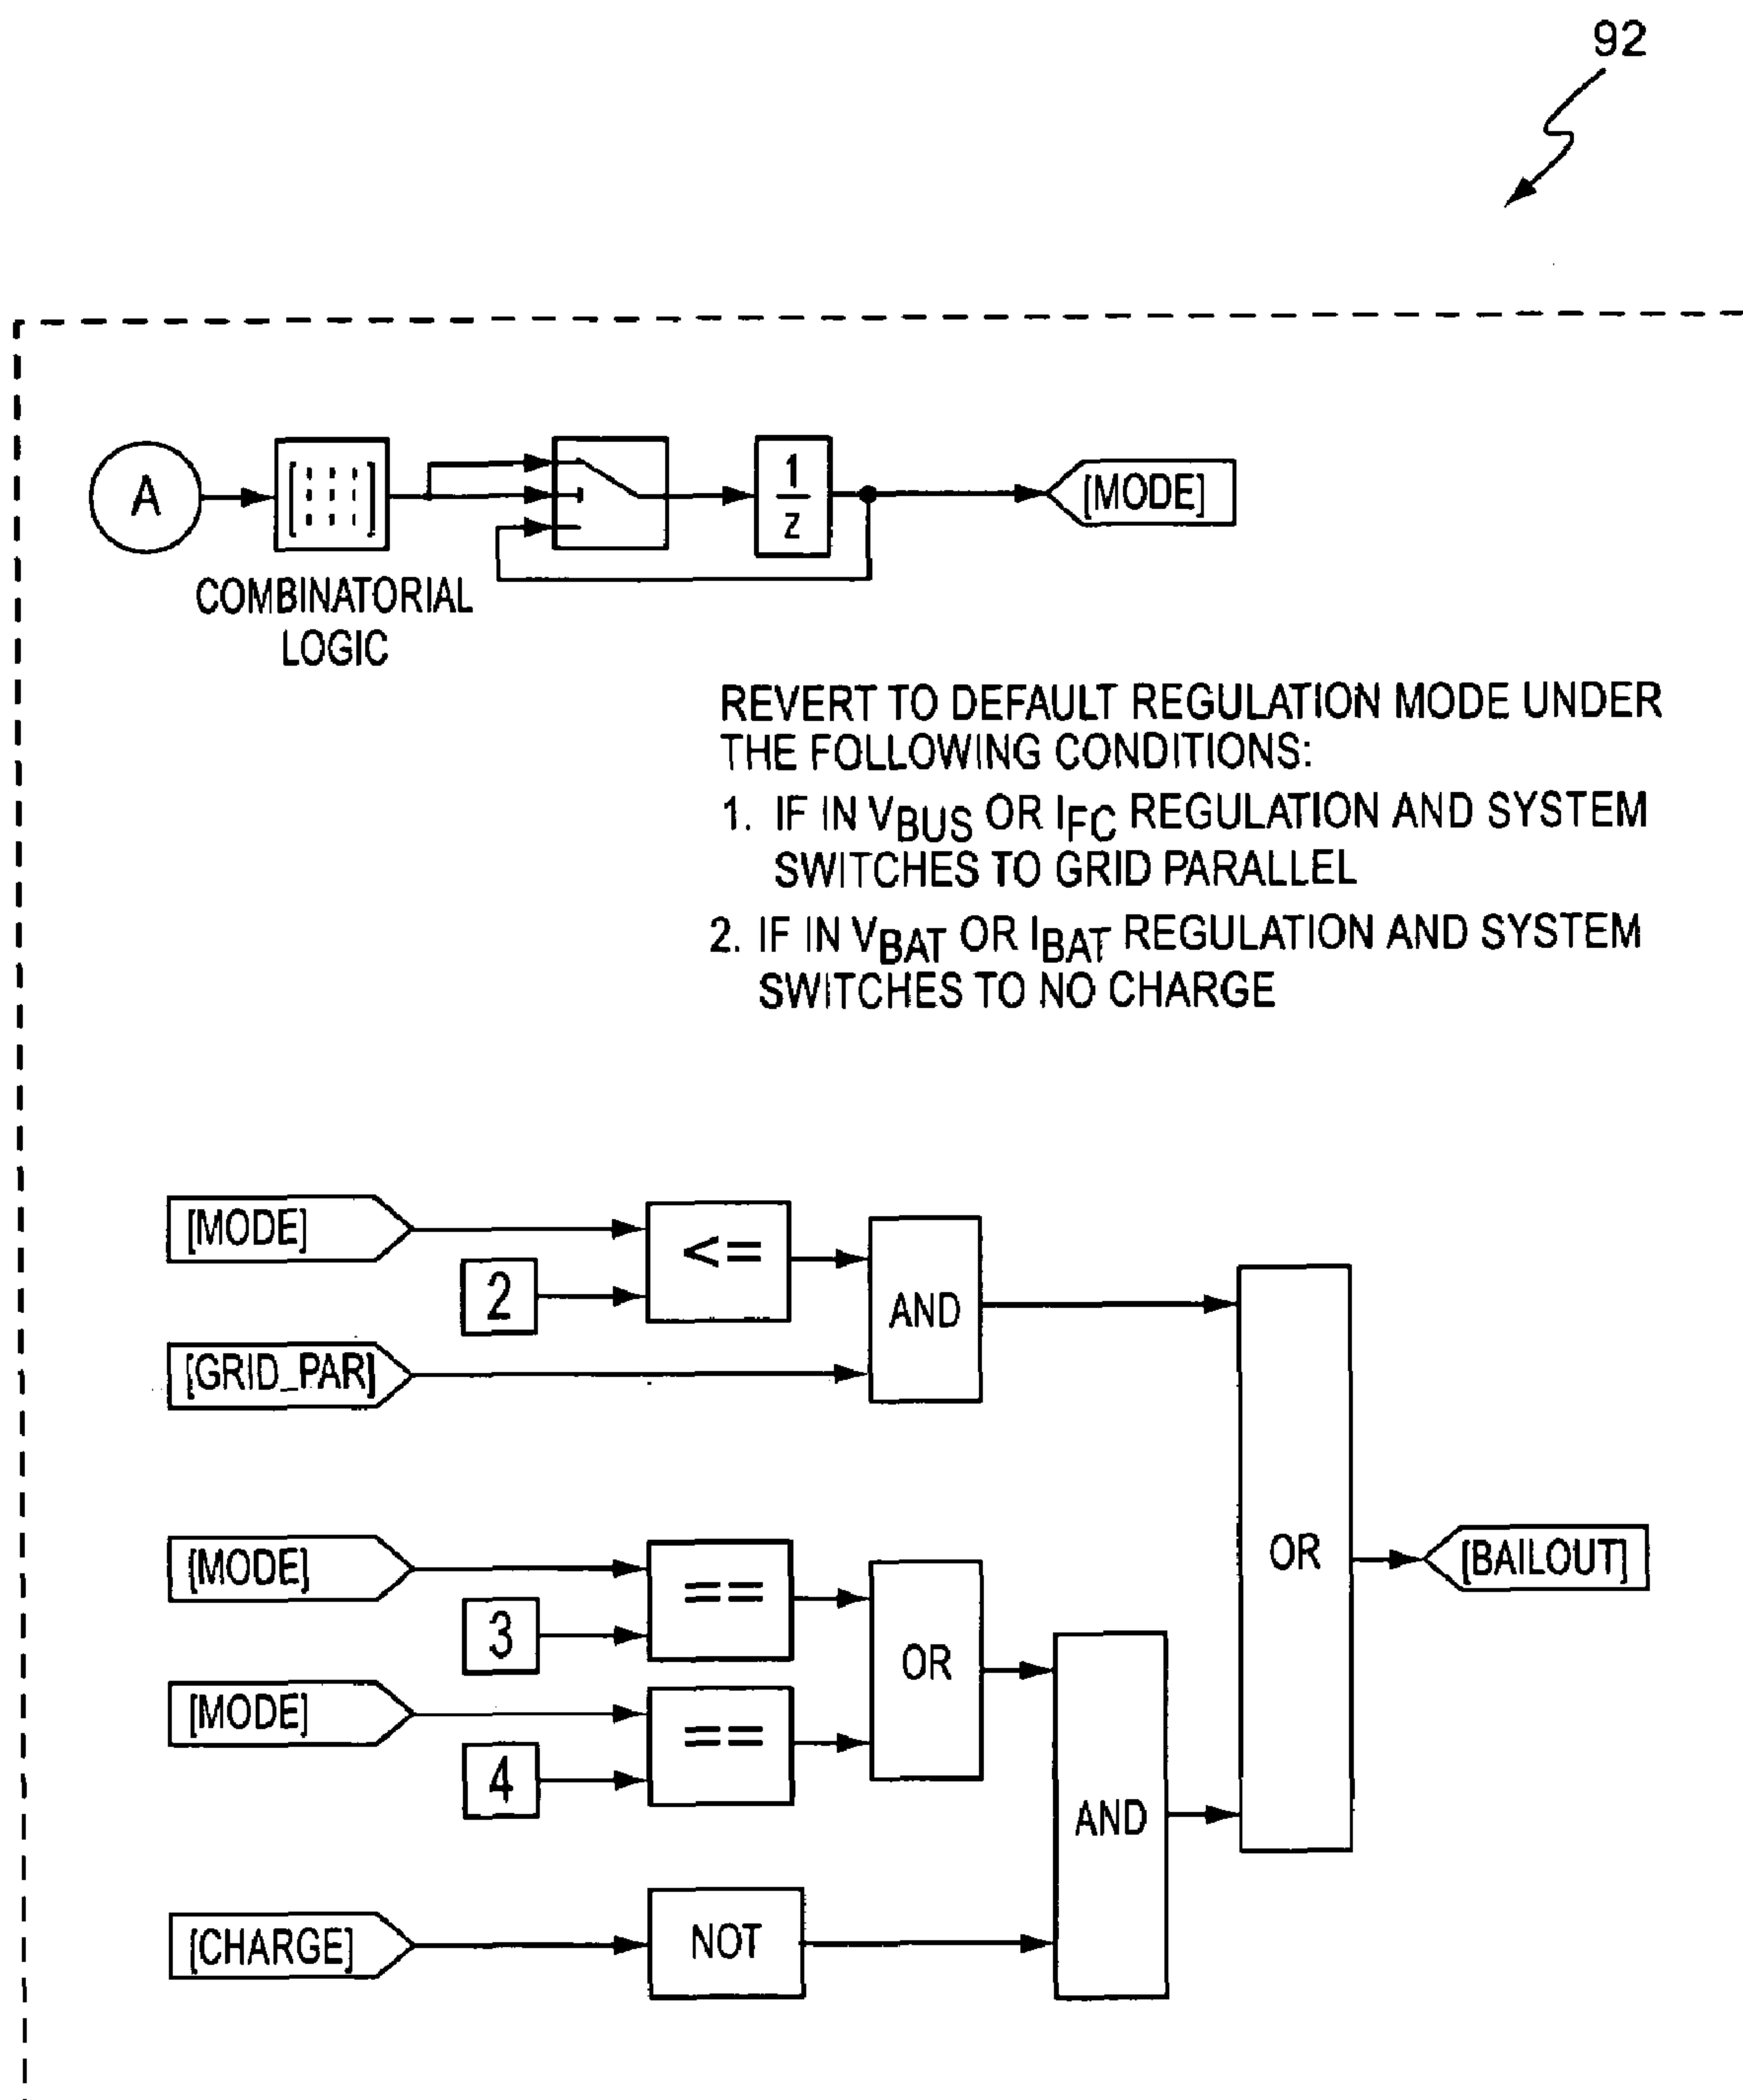 92
A
[MODE]
1
z
COMBINATORIAL
LOGIC
REVERT TO DEFAULT REGULATION MODE UNDER
THE FOLLOWING CONDITIONS:
1. IF IN VBUS OR IFC REGULATION AND SYSTEM
SWITCHES TO GRID PARALLEL
2. IF IN VBAT OR IBAT REGULATION AND SYSTEM
SWITCHES TO NO CHARGE
[MODE]
2
<=
AND
[GRID_PAR]
[MODE]
3
==
OR
[MODE]
4
==
AND
OR
[BAILOUT]
[CHARGE]
NOT